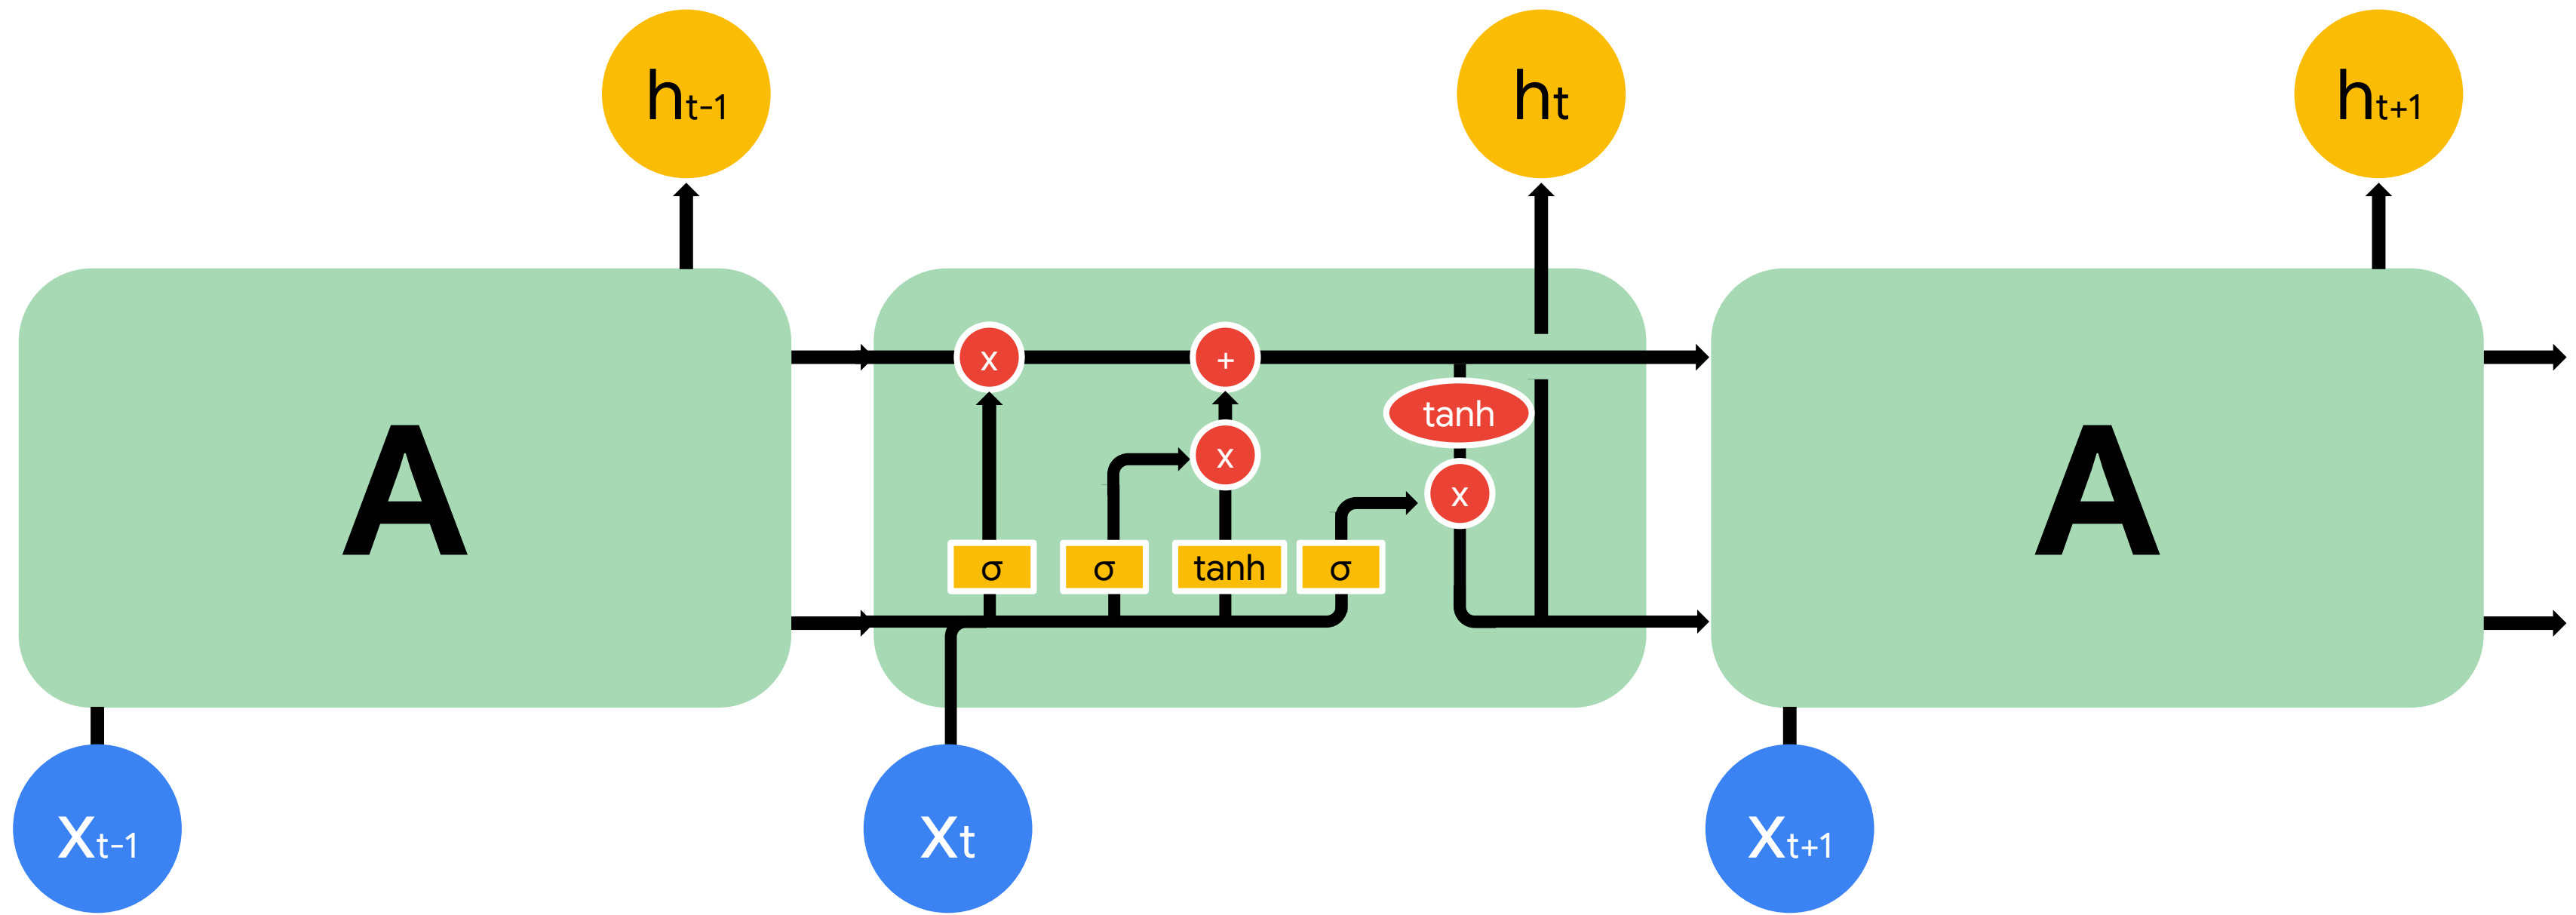 ht-1
ht
ht+1
x
+
tanh
x
x
A
A
σ
σ
tanh
σ
xt-1
xt
xt+1